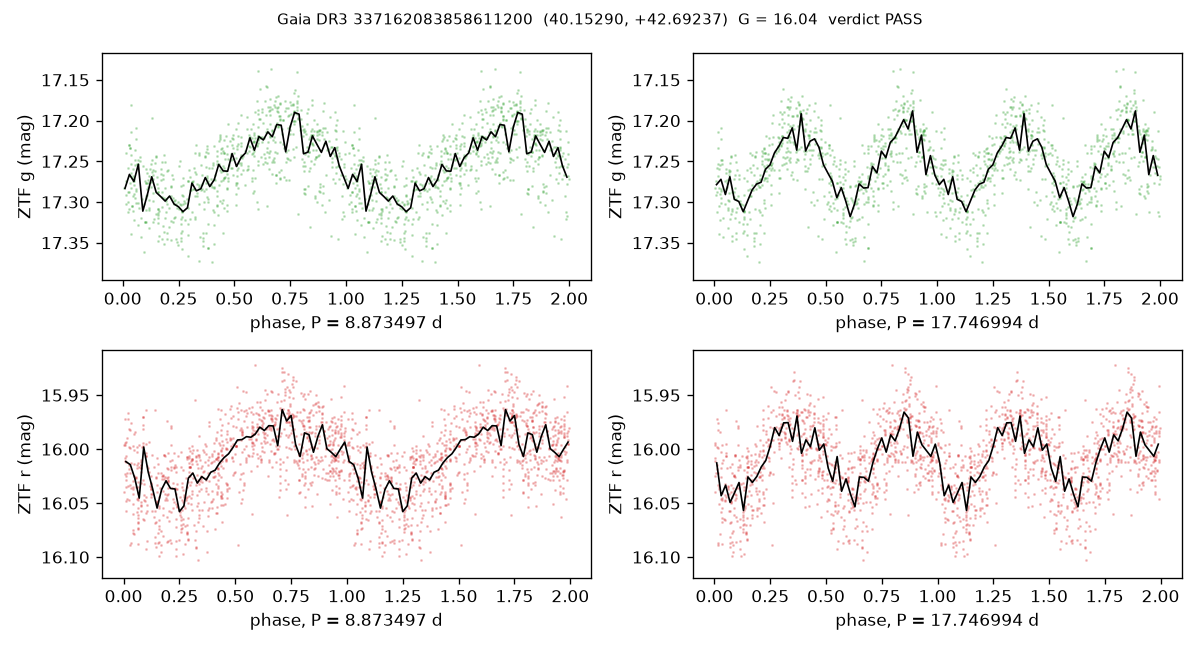 Gaia DR3 337162083858611200  (40.15290, +42.69237)  G = 16.04  verdict PASS
ZTF g (mag)
17.15
17.20
17.25
17.30
17.35
0.00 0.25 0.50 0.75 1.00 1.25 1.50 1.75 2.00
phase, P = 8.873497 d
ZTF g (mag)
17.15
17.20
17.25
17.30
17.35
0.00 0.25 0.50 0.75 1.00 1.25 1.50 1.75 2.00
phase, P = 17.746994 d
ZTF r (mag)
15.95
16.00
16.05
16.10
0.00 0.25 0.50 0.75 1.00 1.25 1.50 1.75 2.00
phase, P = 8.873497 d
ZTF r (mag)
15.95
16.00
16.05
16.10
0.00 0.25 0.50 0.75 1.00 1.25 1.50 1.75 2.00
phase, P = 17.746994 d